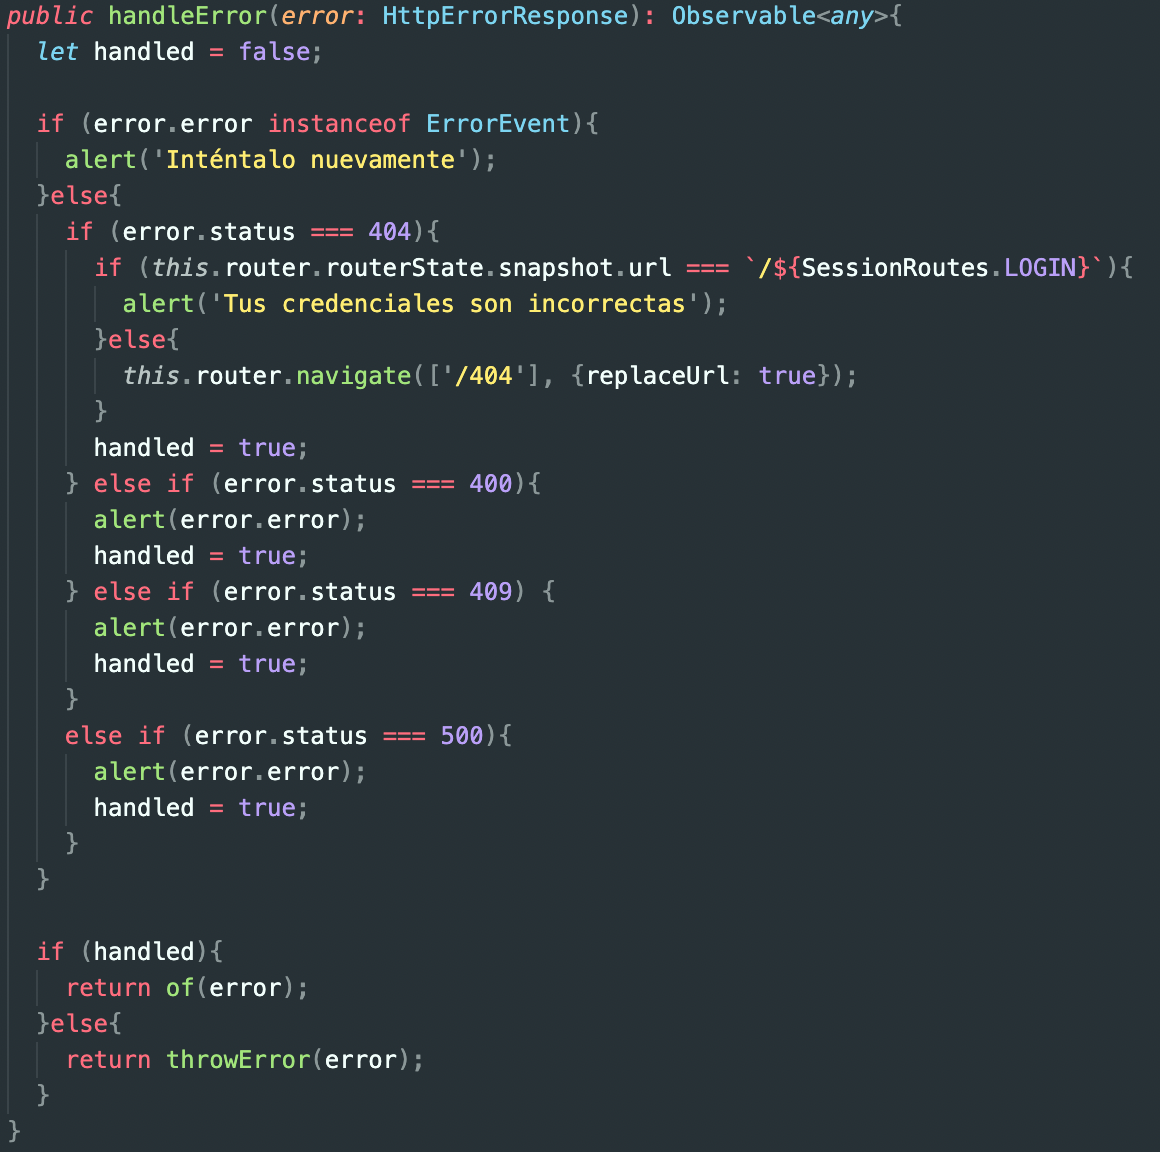 public handleError(error: HttpErrorResponse): Observable<any>{
  let handled = false;

  if (error.error instanceof ErrorEvent){
    alert('Inténtalo nuevamente');
  }else{
    if (error.status === 404){
      if (this.router.routerState.snapshot.url === `/${SessionRoutes.LOGIN}`){
        alert('Tus credenciales son incorrectas');
      }else{
        this.router.navigate(['/404'], {replaceUrl: true});
      }
      handled = true;
    } else if (error.status === 400){
      alert(error.error);
      handled = true;
    } else if (error.status === 409) {
      alert(error.error);
      handled = true;
    }
    else if (error.status === 500){
      alert(error.error);
      handled = true;
    }
  }

  if (handled){
    return of(error);
  }else{
    return throwError(error);
  }
}